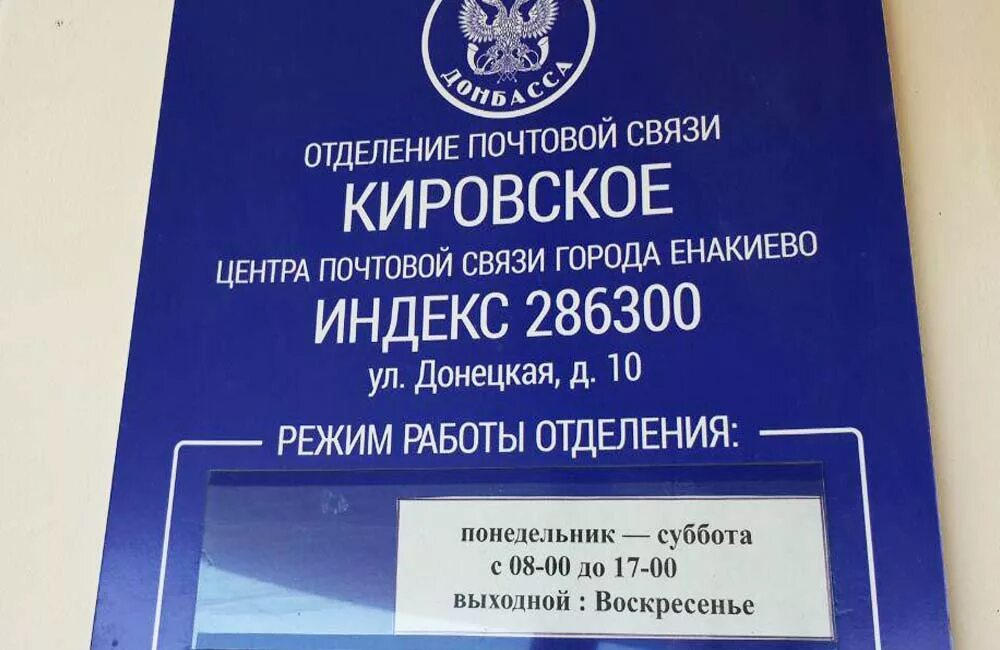 ДОНБАССА
ОТДЕЛЕНИЕ ПОЧТОВОЙ СВЯЗИ
КИРОВСКОЕ
ЦЕНТРА ПОЧТОВОЙ СВЯЗИ ГОРОДА ЕНАКИЕВО
ИНДЕКС 286300
ул. Донецкая, д. 10
РЕЖИМ РАБОТЫ ОТДЕЛЕНИЯ:
понедельник — суббота
с 08-00 до 17-00
выходной : Воскресенье